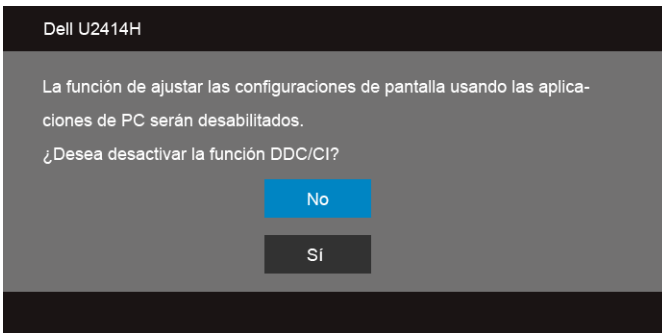 Dell U2414H
La función de ajustar las configuraciones de pantalla usando las aplica-
ciones de PC serán desabilitados.
¿Desea desactivar la función DDC/CI?
No
Sí